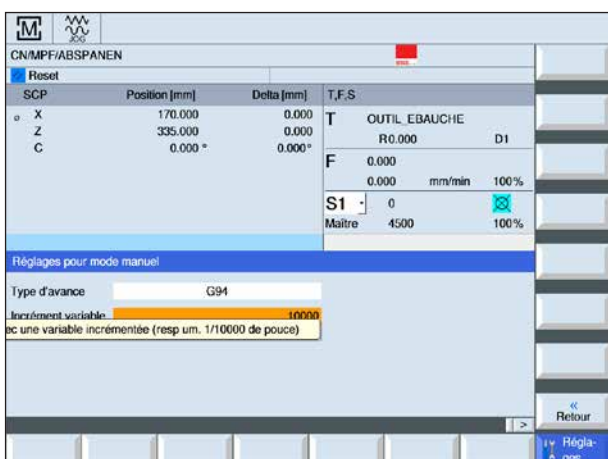 M
JOG
CN/MPF/ABSPANEN
Reset
SCP Position [mm] Delta [mm] T,F,S
X 170.000 0.000
Z 335.000 0.000
C 0.000 ° 0.000°
T OUTIL_EBAUCHE
R0.000 D1
F 0.000
0.000 mm/min 100%
S1 0
Maître 4500 100%
Réglages pour mode manuel
Type d'avance G94
Incrément variable 10000
ec une variable incrémentée (resp um. 1/10000 de pouce)
«
Retour
>
Régla-
ges